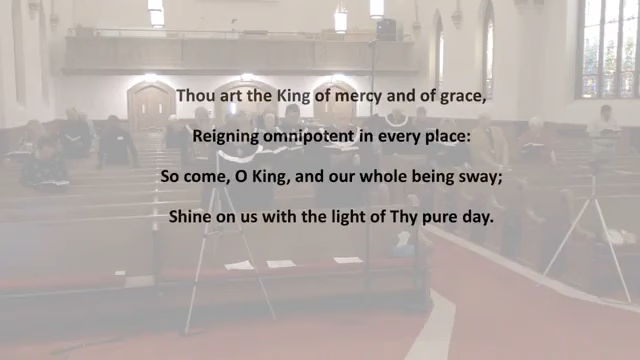 Thou art the King of mercy and of grace,
Reigning omnipotent in every place:
So come, O King, and our whole being sway;
Shine on us with the light of Thy pure day.